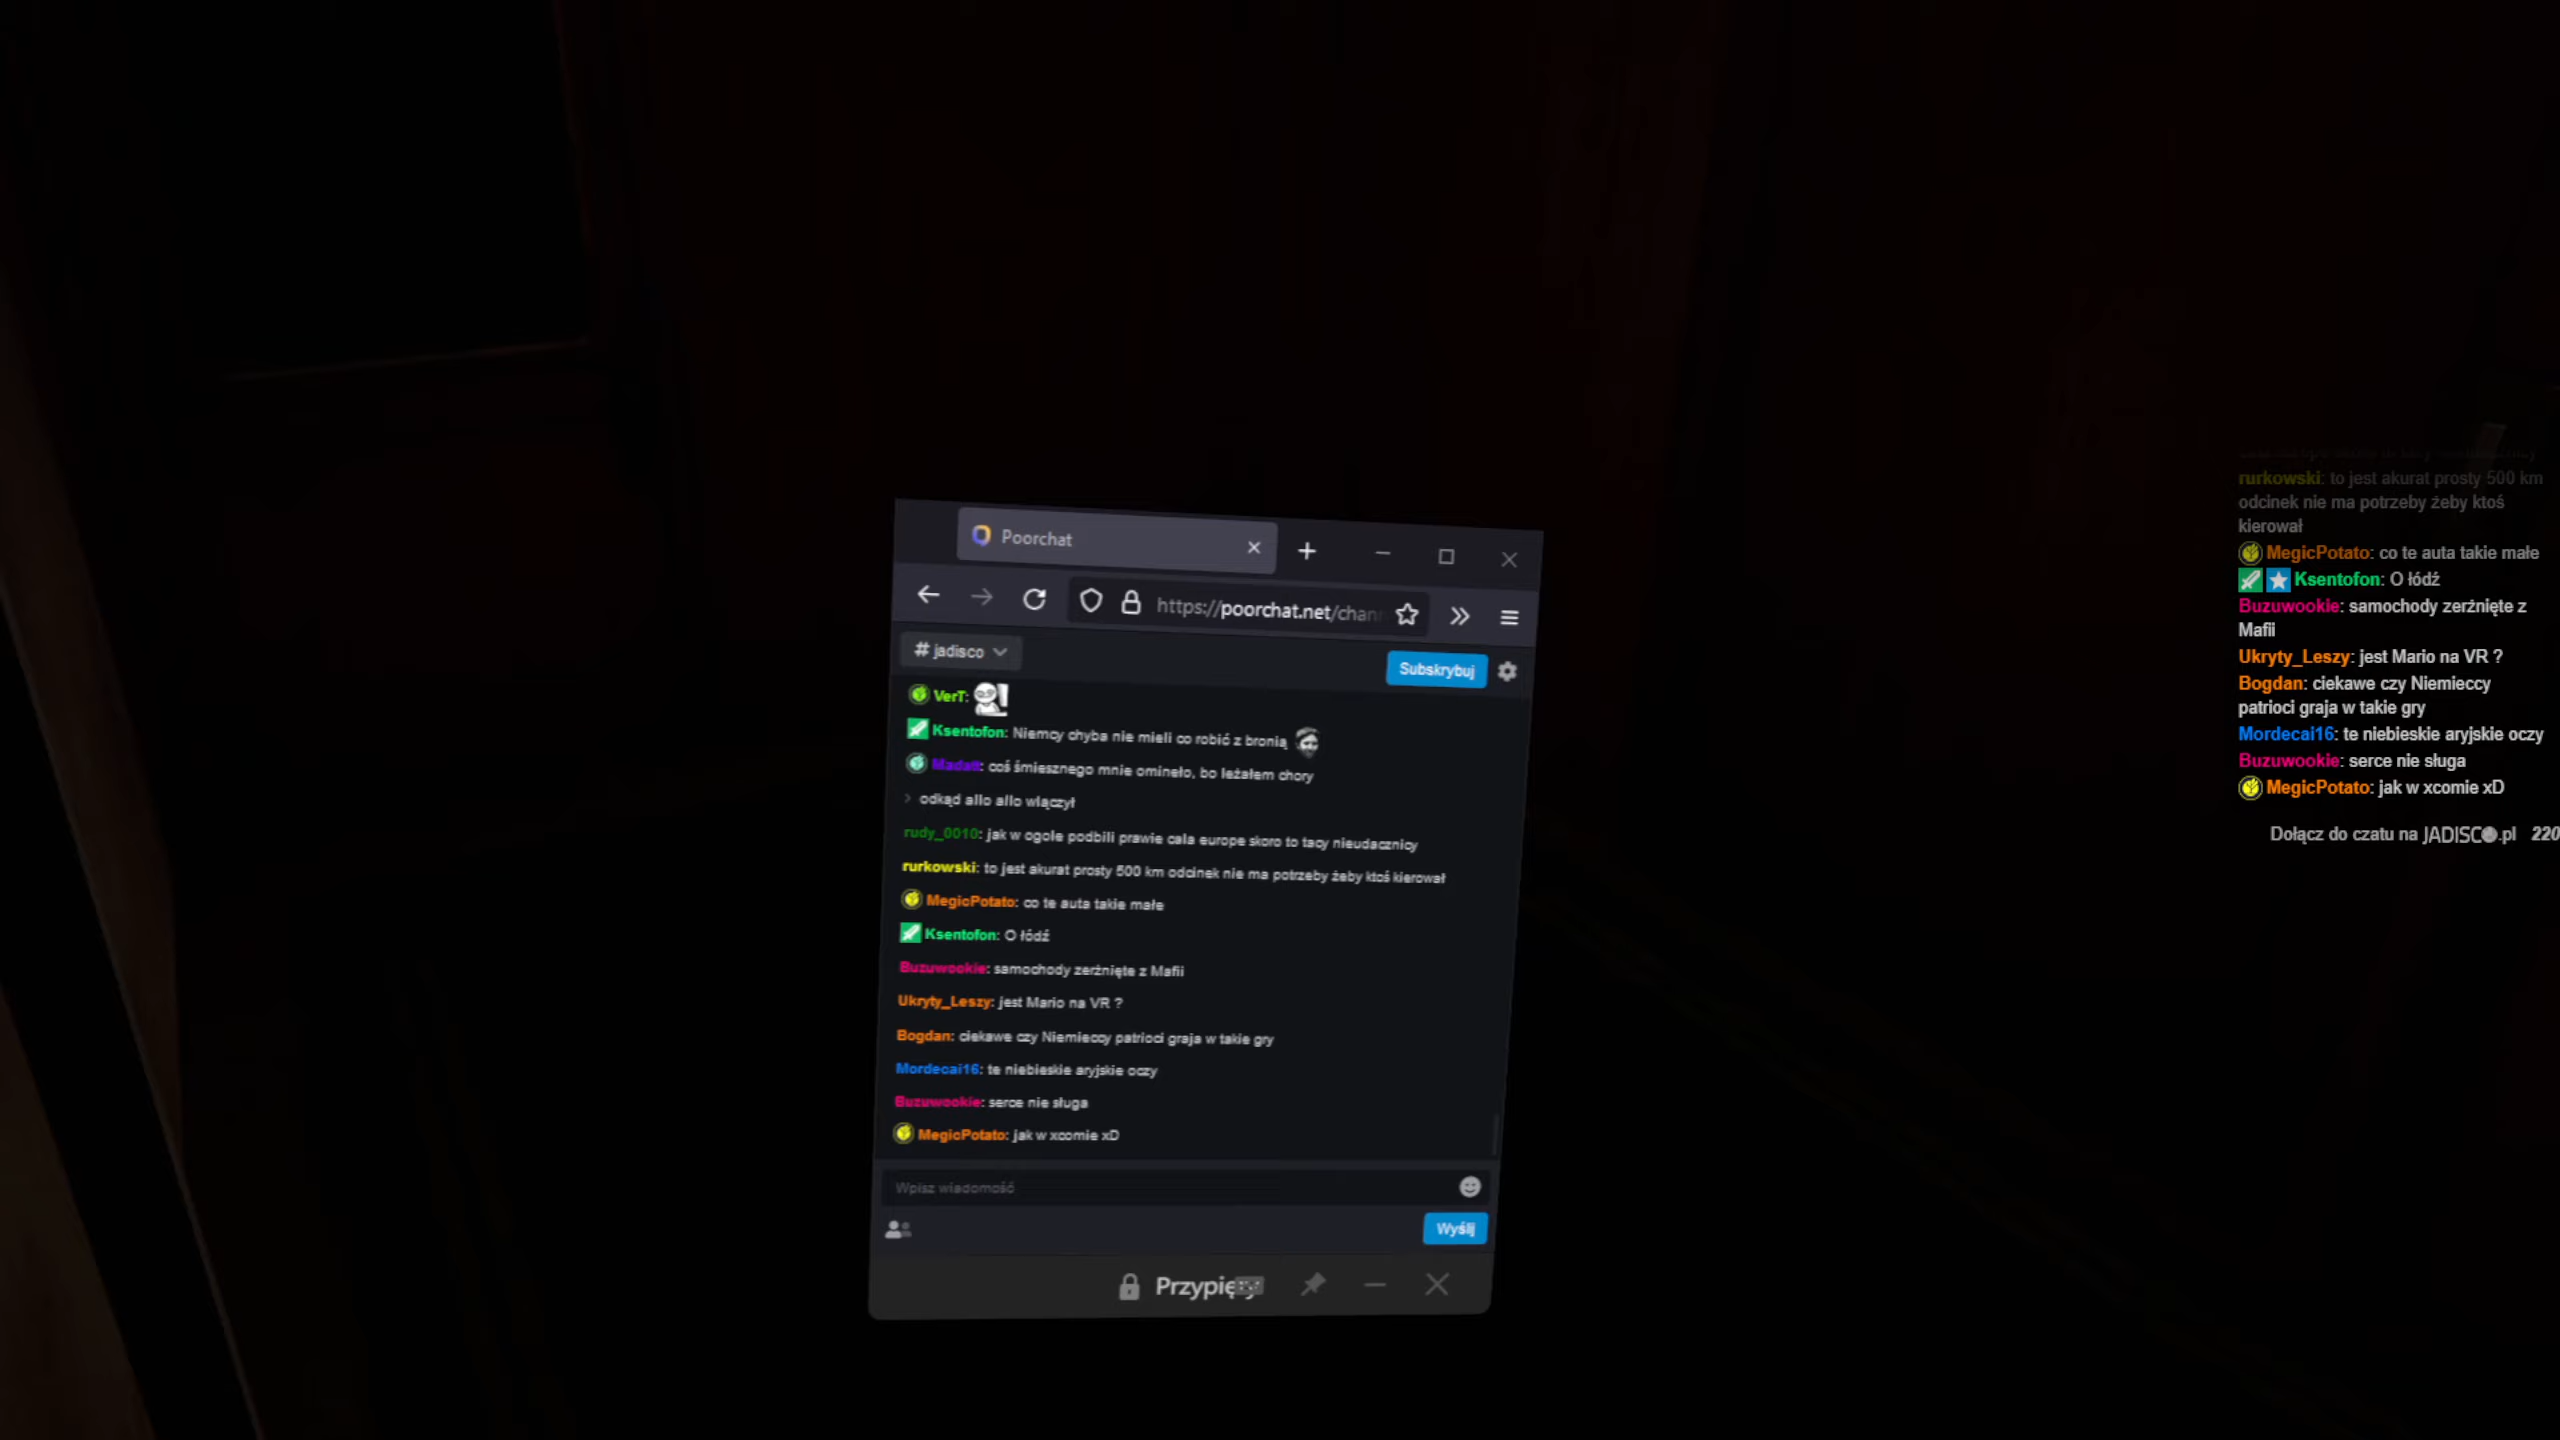 Poorchat
https://poorchat.net/chan
# jadisco
Subskrybuj
VerT:
Ksentofon: Niemcy chyba nie mieli co robić z bronią
Madatt: coś śmiesznego mnie ominęło, bo leżałem chory
> odkąd allo allo włączył
rudy_0010: jak w ogole podbili prawie cala europe skoro to tacy nieudacznicy
rurkowski: to jest akurat prosty 500 km odcinek nie ma potrzeby żeby ktoś kierował
MegicPotato: co te auta takie małe
Ksentofon: O łódź
Buzuwookie: samochody zerżnięte z Mafii
Ukryty_Leszy: jest Mario na VR ?
Bogdan: ciekawe czy Niemieccy patrioci graja w takie gry
Mordecai16: te niebieskie aryjskie oczy
Buzuwookie: serce nie sługa
MegicPotato: jak w xcomie xD
Wpisz wiadomość
Wyślij
rurkowski: to jest akurat prosty 500 km
odcinek nie ma potrzeby żeby ktoś
kierował
MegicPotato: co te auta takie małe
Ksentofon: O łódź
Buzuwookie: samochody zerżnięte z
Mafii
Ukryty_Leszy: jest Mario na VR ?
Bogdan: ciekawe czy Niemieccy
patrioci graja w takie gry
Mordecai16: te niebieskie aryjskie oczy
Buzuwookie: serce nie sługa
MegicPotato: jak w xcomie xD
Dołącz do czatu na JADISCO.pl 220